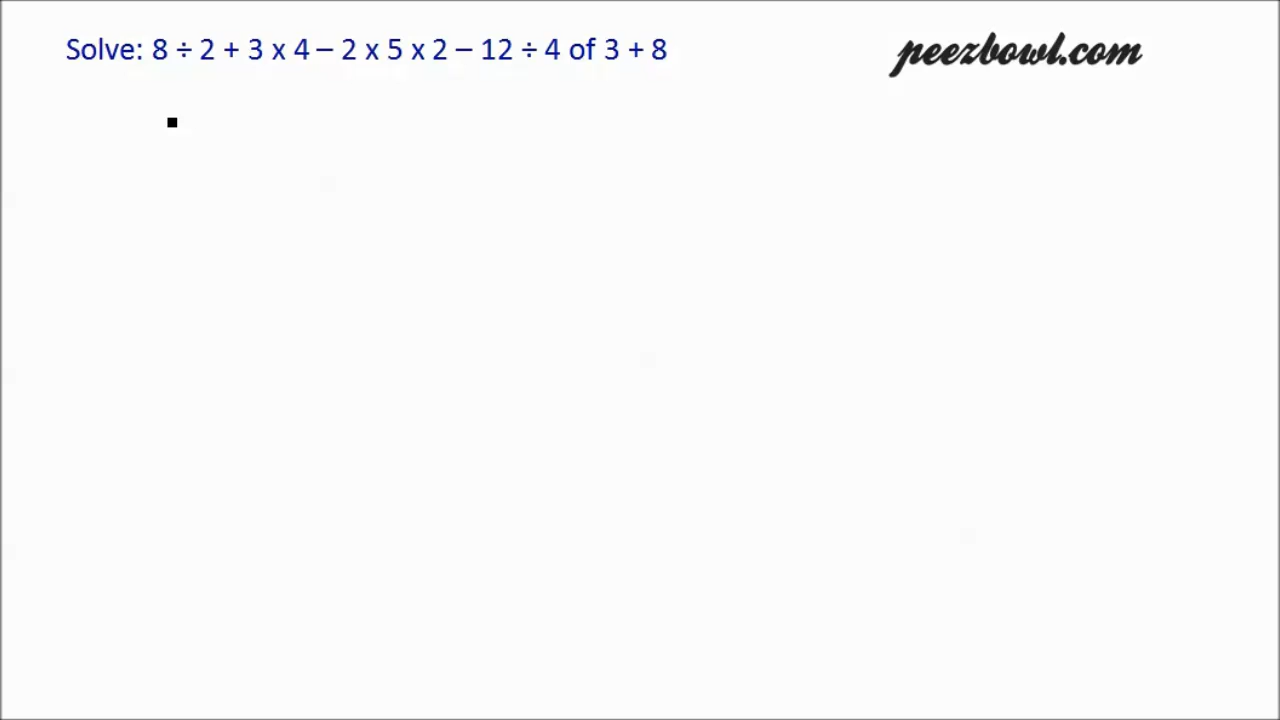 Solve: 8 ÷ 2 + 3 x 4 – 2 x 5 x 2 – 12 ÷ 4 of 3 + 8
peezbowl.com